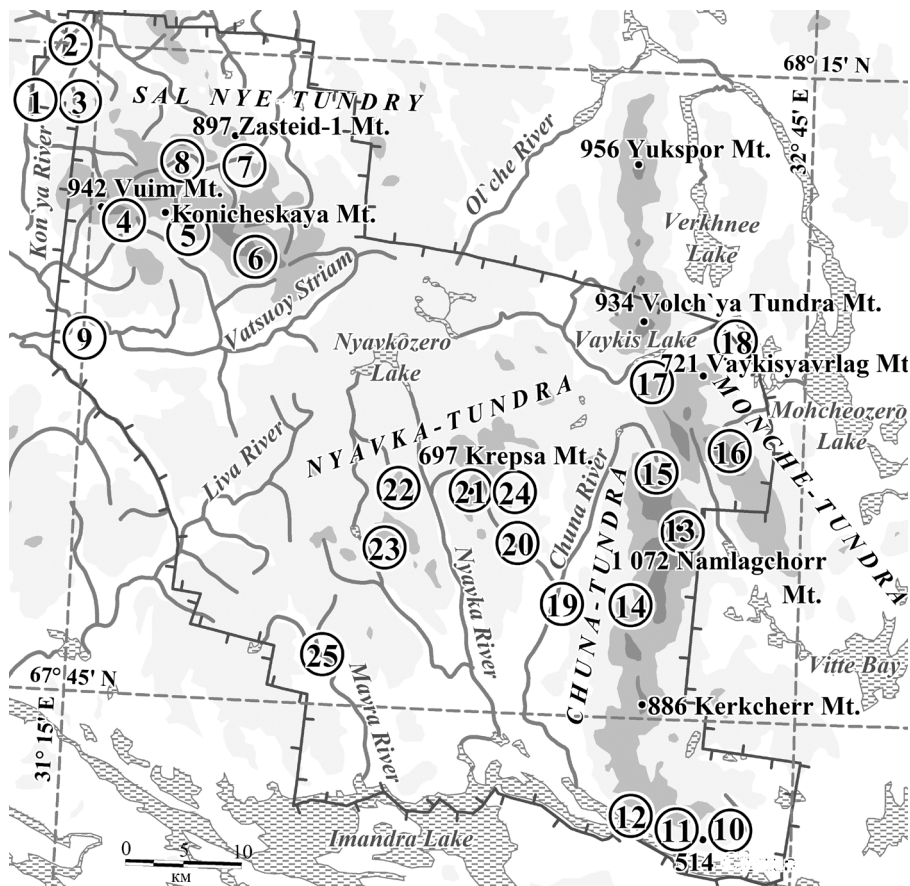 2
68° 15' N
1
3
SAL NYE-TUNDRY
897 Zasteid-1 Mt.
32° 45' E
Kon`ya River
8
7
Ol`che River
956 Yukspor Mt.
942 Vuim Mt.
4
Konicheskaya Mt.
5
6
Verkhnee
Lake
Vatsuoy Striam
934 Volch`ya Tundra Mt.
9
Nyavkōzero
Lake
Vaykis Lake
18
17
721 Vaykisyavrlag Mt
MONCHE-TUNDRA
Mohcheozero
Lake
NYAVKA-TUNDRA
Liva River
697 Krepsa Mt.
Chuna River
16
15
22
21
24
23
20
13
1 072 Namlagchorr
Mt.
Nyavka River
19
14
CHUNA-TUNDRA
25
Vitte Bay
67° 45' N
Mavra River
886 Kerkcherr Mt.
31° 15' E
12
11
10
514
Imandra Lake
0 5 10
км